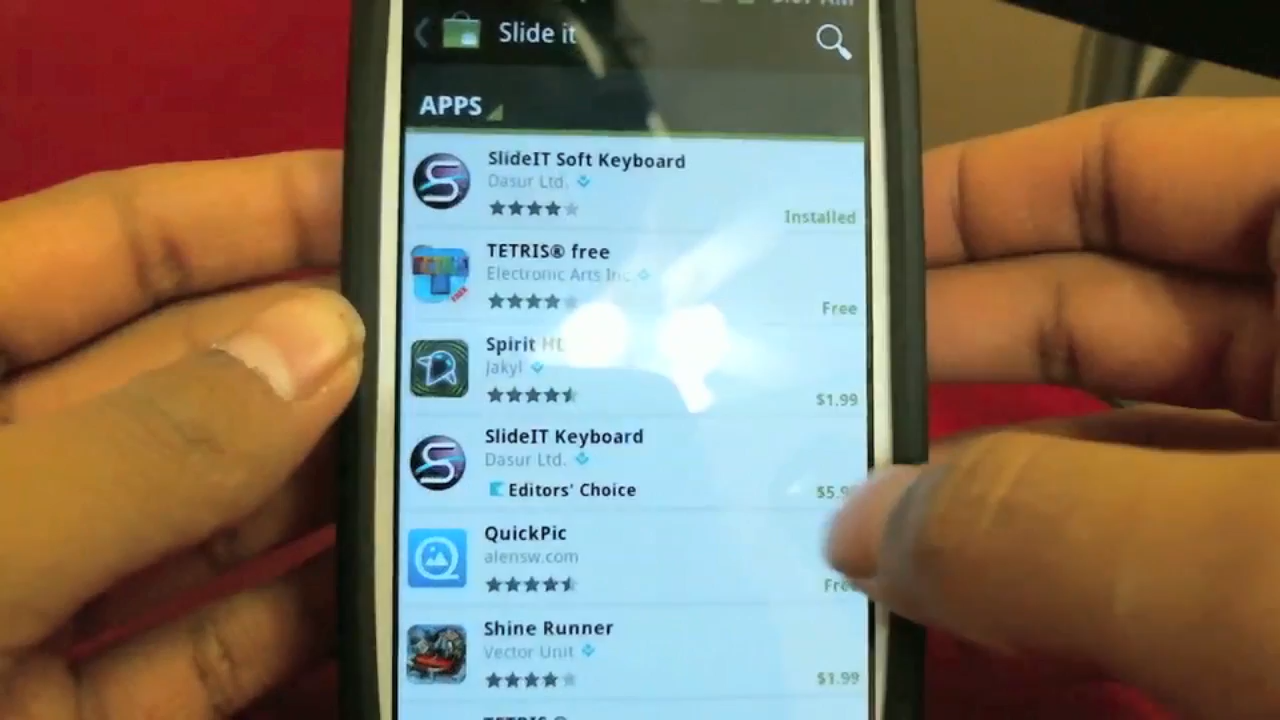 Slide it
APPS
SlideIT Soft Keyboard
Dasur Ltd.
Installed
TETRIS® free
Electronic Arts Inc.
Free
Spirit
Jakyl
$1.99
SlideIT Keyboard
Dasur Ltd.
Editors' Choice
QuickPic
alensw.com
Free
Shine Runner
Vector Unit
$1.99